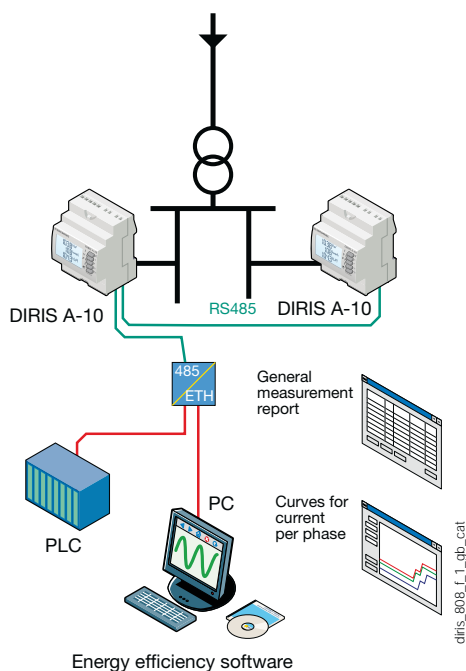 DIRIS A-10
RS485
DIRIS A-10
485
ETH
General
measurement
report
PLC
PC
Curves for
current
per phase
Energy efficiency software
diris_808_f_1_gb_cat